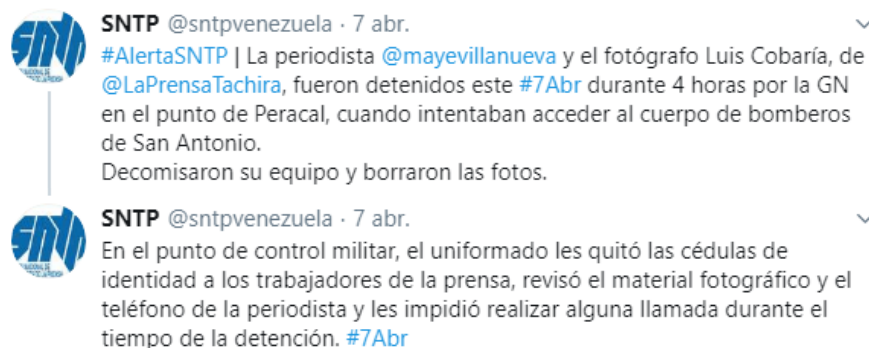 SNTP @sntpvenezuela · 7 abr.
#AlertaSNTP | La periodista @mayevillanueva y el fotógrafo Luis Cobaría, de
@LaPrensaTachira, fueron detenidos este #7Abr durante 4 horas por la GN
en el punto de Peracal, cuando intentaban acceder al cuerpo de bomberos
de San Antonio.
Decomisaron su equipo y borraron las fotos.
SNTP @sntpvenezuela · 7 abr.
En el punto de control militar, el uniformado les quitó las cédulas de
identidad a los trabajadores de la prensa, revisó el material fotográfico y el
teléfono de la periodista y les impidió realizar alguna llamada durante el
tiempo de la detención. #7Abr